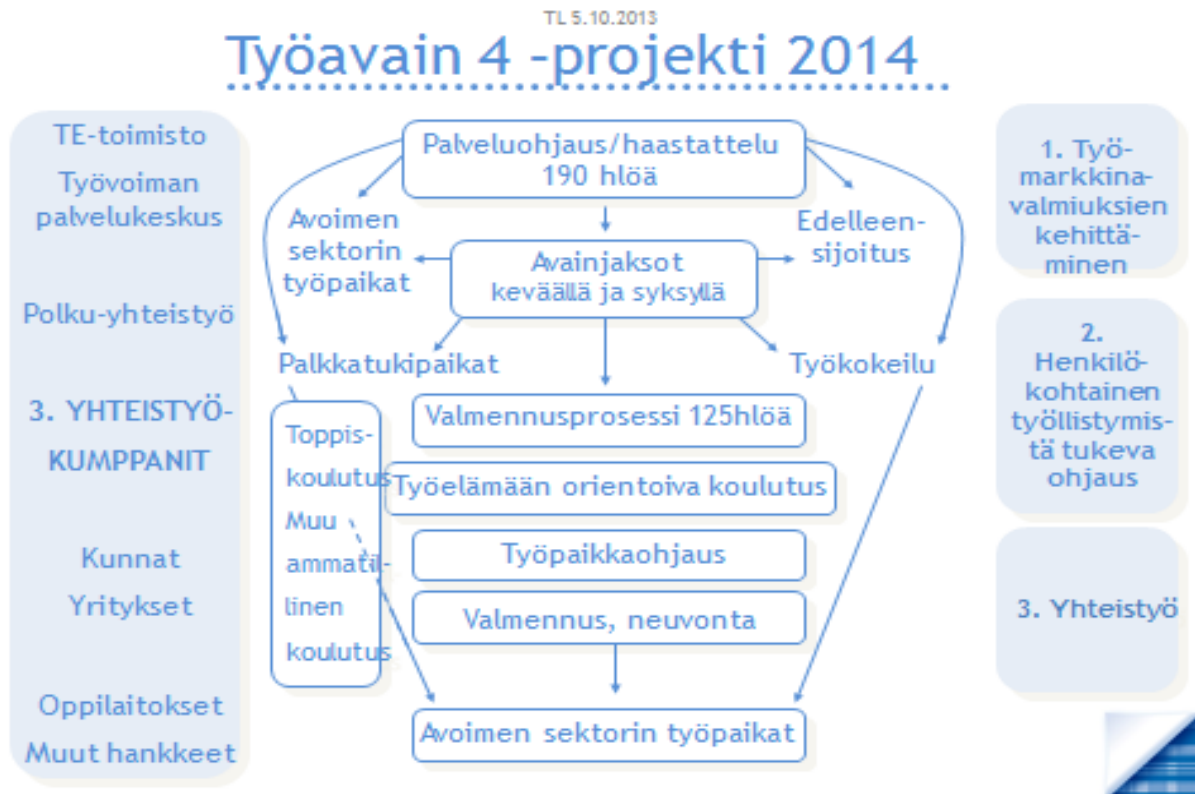 TL 5.10.2013
Työavain 4 -projekti 2014
TE-toimisto
Työvoiman
palvelukeskus
Polku-yhteistyö
3. YHTEISTYÖ-
KUMPPANIT
Kunnat
Yritykset
Oppilaitokset
Muut hankkeet
Palveluohjaus/haastattelu
190 hlöä
Avoimen
sektorin
työpaikat
Edelleen-
sijoitus
Avainjaksot
keväällä ja syksyllä
Palkkatukipaikat
Työkokeilu
Valmennusprosessi 125hlöä
Toppis-
koulutus
Muu
ammatil-
linen
koulutus
Työelämään orientoiva koulutus
Työpaikkaohjaus
Valmennus, neuvonta
Avoimen sektorin työpaikat
1. Työ-
markkina-
valmiuksien
kehittä-
minen
2.
Henkilö-
kohtainen
työllistymis-
tä tukeva
ohjaus
3. Yhteistyö